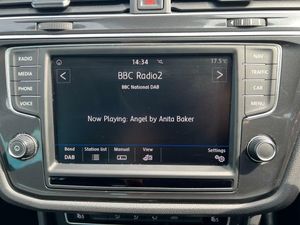 RADIO
MEDIA
PHONE
VOICE
14:34
17.5°C
BBC Radio2
BBC National DAB
Now Playing: Angel by Anita Baker
Band
Station list
Manual
View
Settings
DAB
NAV
TRAFFIC
CAR
MENU